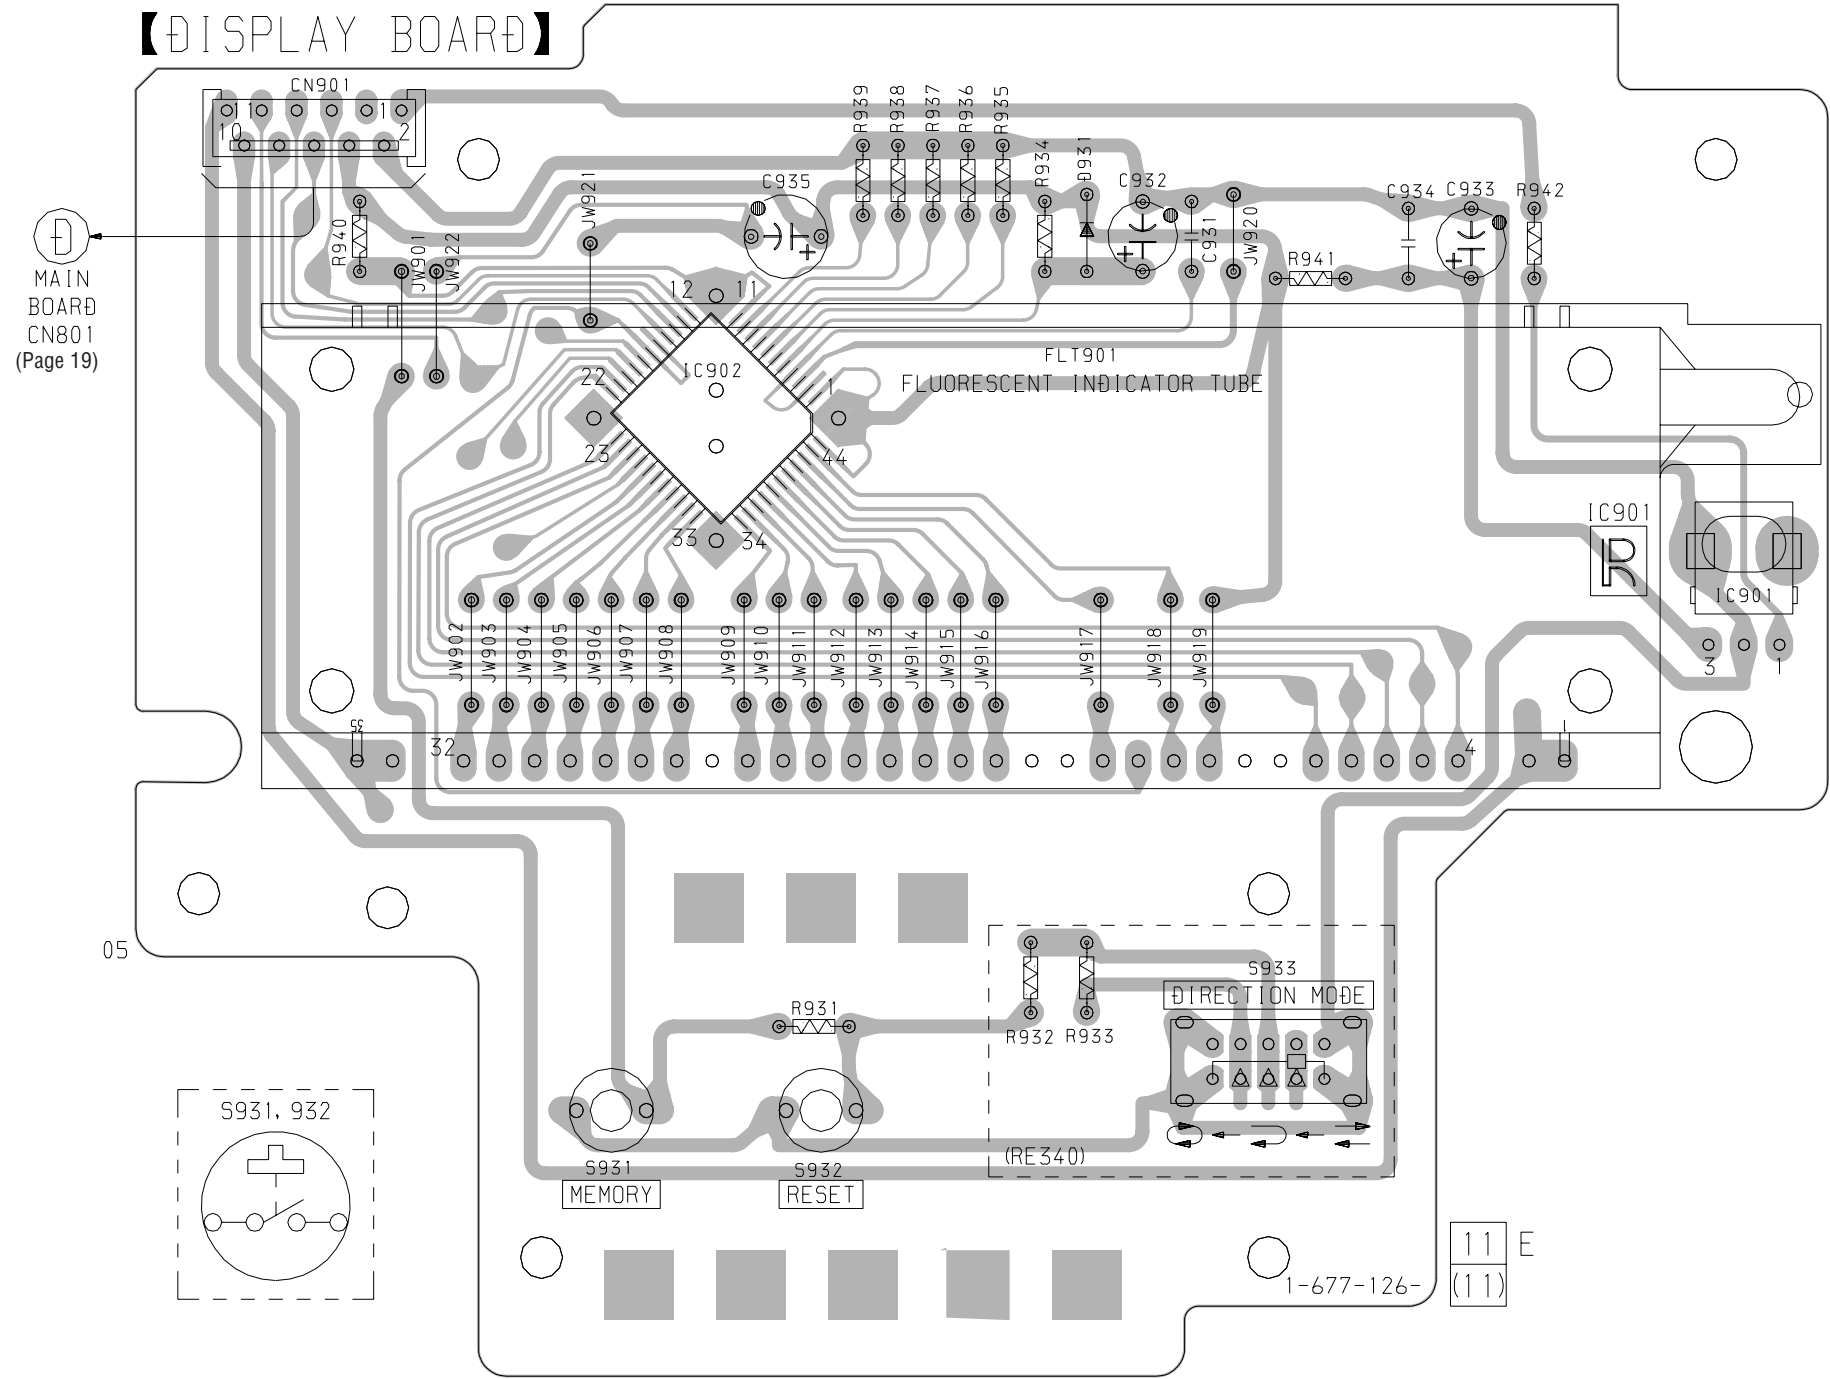 【DISPLAY BOARD】
CN901
11
1
10
2
D
MAIN
BOARD
CN801
(Page 19)
R940
JW901
JW922
JW921
C935
R939
R938
R937
R936
R935
R934
D931
C932
C931
JW920
R941
C934
C933
R942
12
11
22
IC902
1
23
44
33
34
FLT901
FLUORESCENT INDICATOR TUBE
IC901
R
IC901
3
1
JW902
JW903
JW904
JW905
JW906
JW907
JW908
JW909
JW910
JW911
JW912
JW913
JW914
JW915
JW916
JW917
JW918
JW919
35
32
4
1
05
R931
R932
R933
S933
DIRECTION MODE
(RE340)
S931
MEMORY
S932
RESET
S931, 932
1-677-126-
11
E
(11)